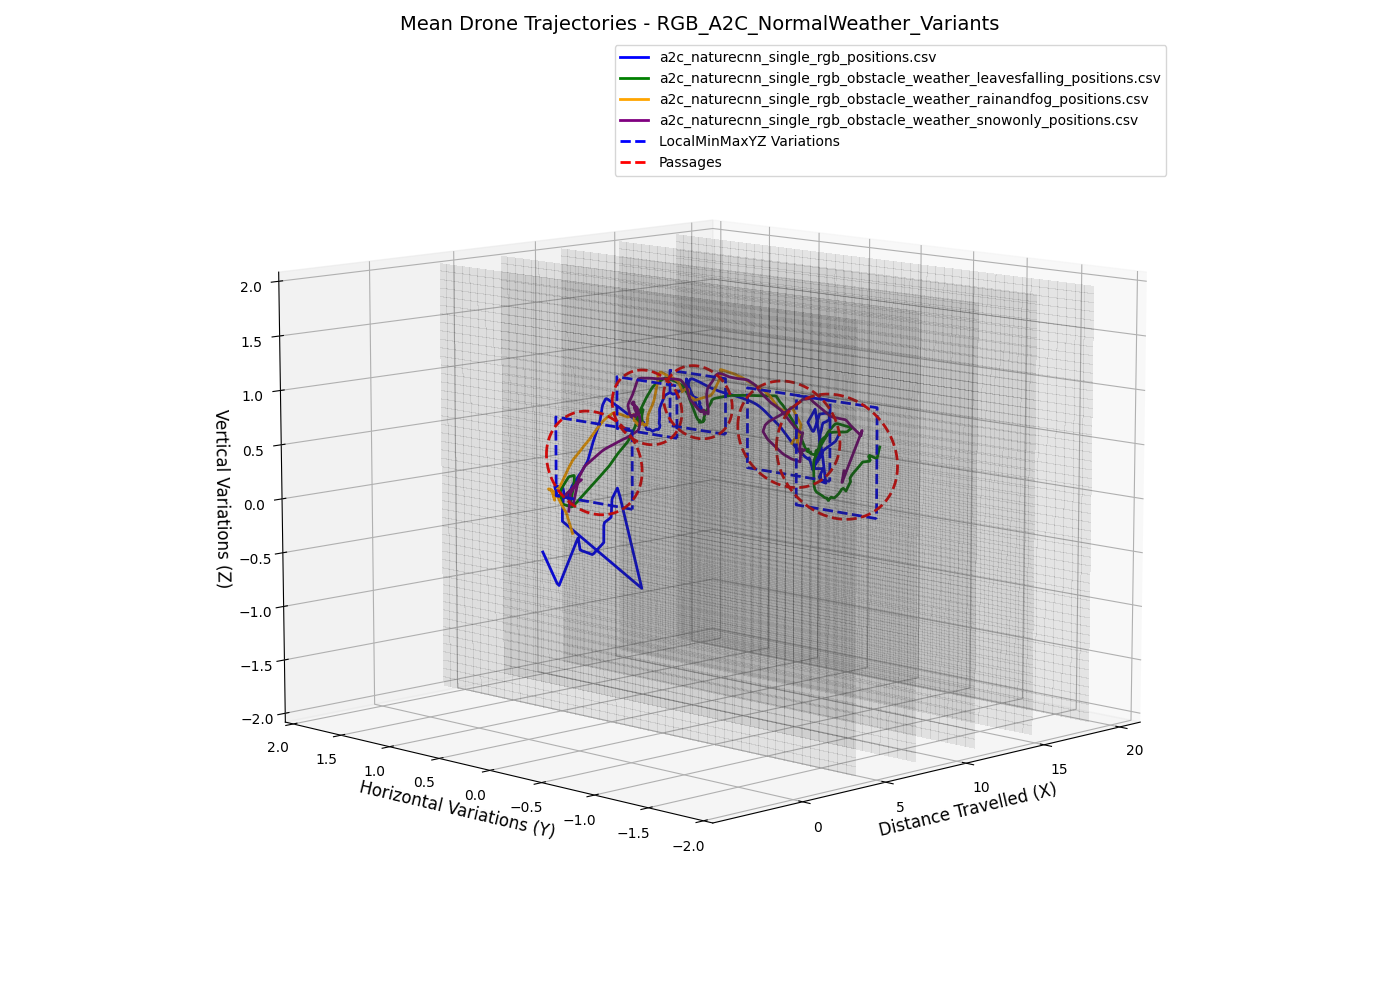 Mean Drone Trajectories - RGB_A2C_NormalWeather_Variants
a2c_naturecnn_single_rgb_positions.csv
a2c_naturecnn_single_rgb_obstacle_weather_leavesfalling_positions.csv
a2c_naturecnn_single_rgb_obstacle_weather_rainandfog_positions.csv
a2c_naturecnn_single_rgb_obstacle_weather_snowonly_positions.csv
LocalMinMaxYZ Variations
Passages
2.0
1.5
1.0
0.5
0.0
−0.5
−1.0
−1.5
−2.0
Vertical Variations (Z)
2.0
1.5
1.0
0.5
0.0
−0.5
−1.0
−1.5
−2.0
Horizontal Variations (Y)
0
5
10
15
20
Distance Travelled (X)